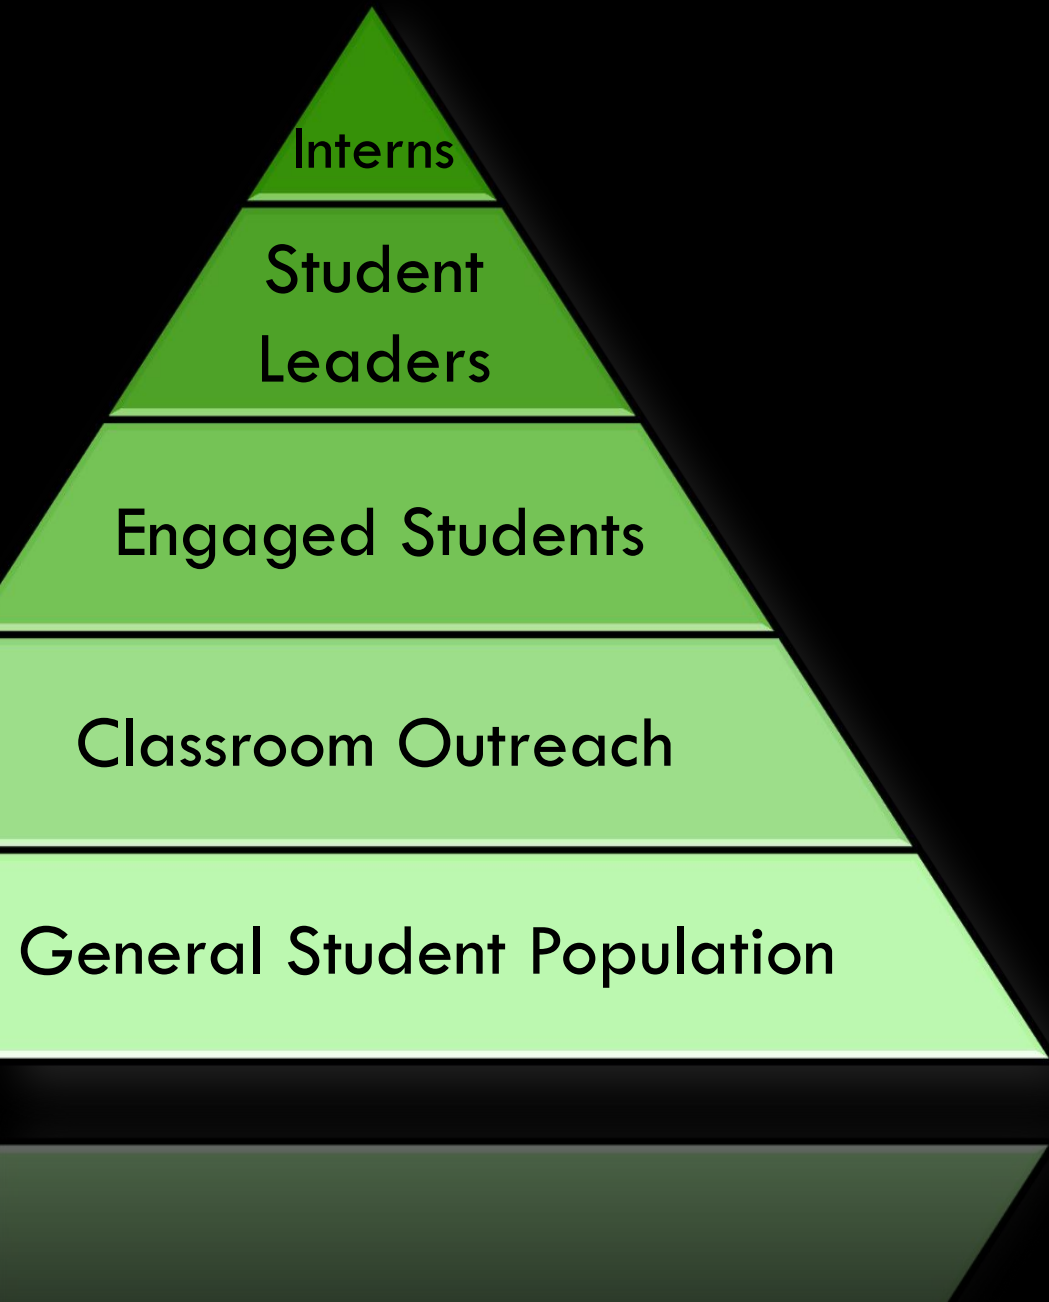 Interns
Student
Leaders
Engaged Students
Classroom Outreach
General Student Population